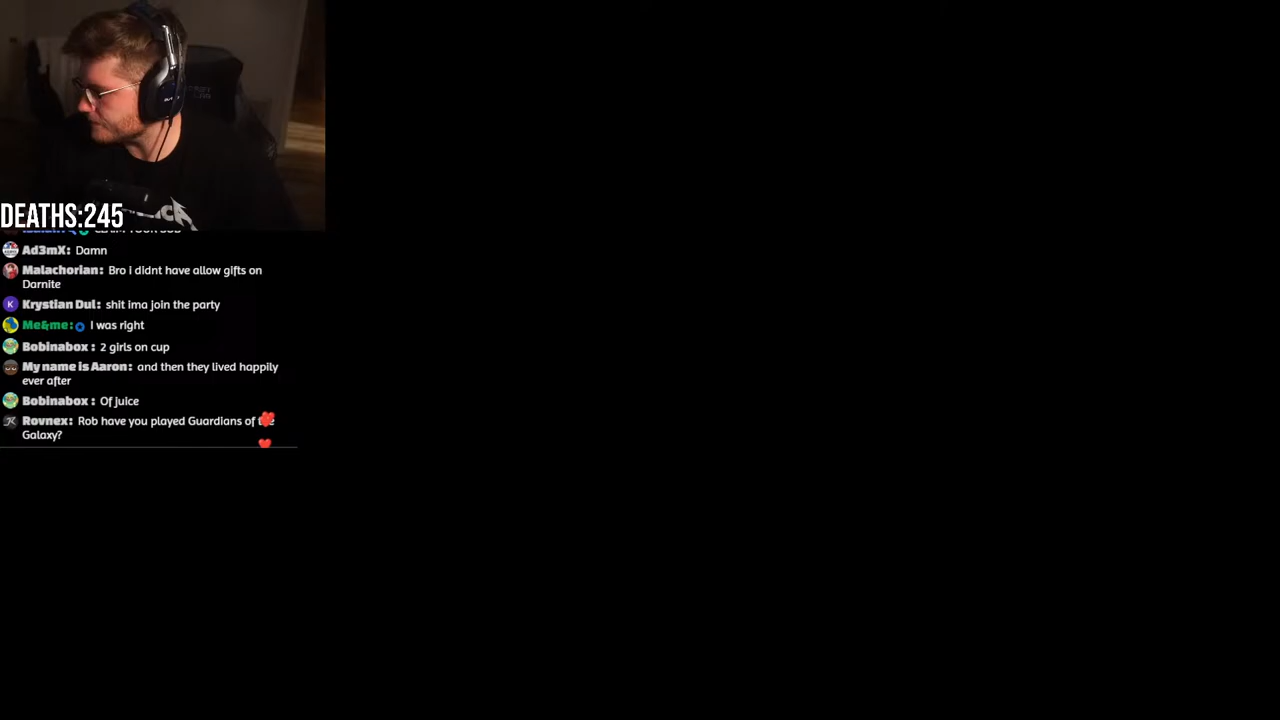 DEATHS:245
Ad3mX: Damn
Malachorian: Bro i didnt have allow gifts on
Darnite
K Krystian Dul: shit ima join the party
Me&me: I was right
Bobinabox : 2 girls on cup
My name is Aaron: and then they lived happily
ever after
Bobinabox : Of juice
Rovnex: Rob have you played Guardians of the
Galaxy?